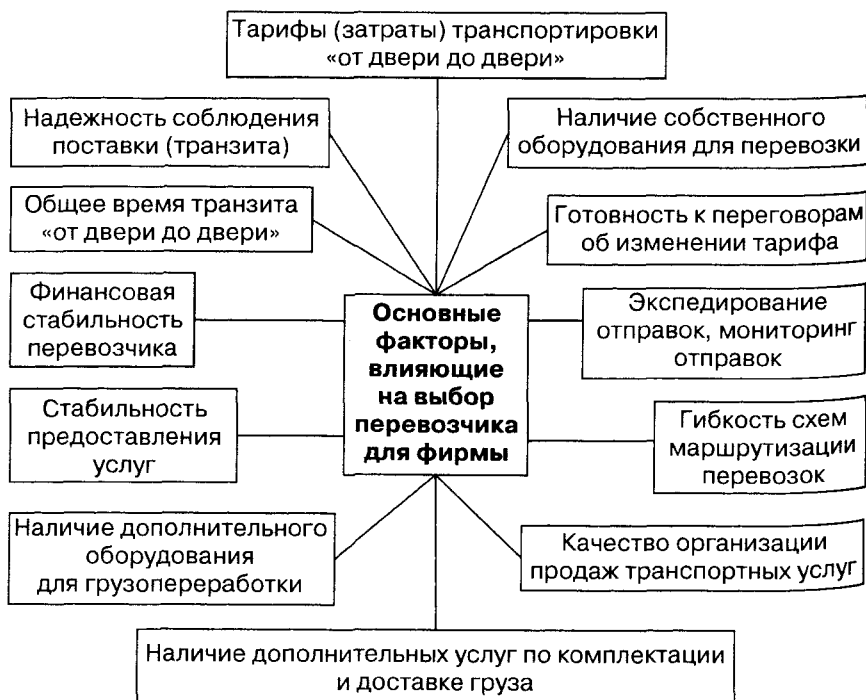 Тарифы (затраты) транспортировки
«от двери до двери»
Надежность соблюдения
поставки (транзита)
Наличие собственного
оборудования для перевозки
Общее время транзита
«от двери до двери»
Готовность к переговорам
об изменении тарифа
Финансовая
стабильность
перевозчика
Основные
факторы,
влияющие
на выбор
перевозчика
для фирмы
Экспедирование
отправок, мониторинг
отправок
Стабильность
предоставления
услуг
Гибкость схем
маршрутизации
перевозок
Наличие дополнительного
оборудования
для грузопереработки
Качество организации
продаж транспортных услуг
Наличие дополнительных услуг по комплектации
и доставке груза